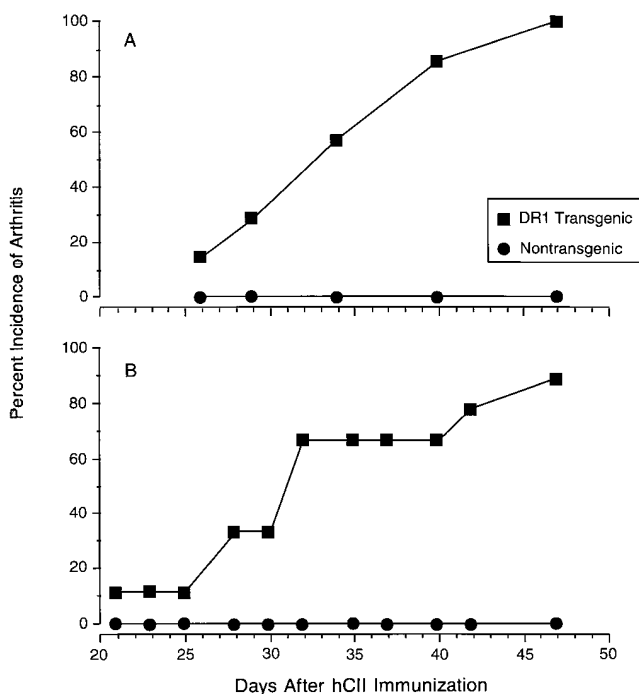 100
A
80
60
40
20
0
Percent Incidence of Arthritis
DR1 Transgenic
Nontransgenic
100
B
80
60
40
20
0
20 25 30 35 40 45 50
Days After hCII Immunization